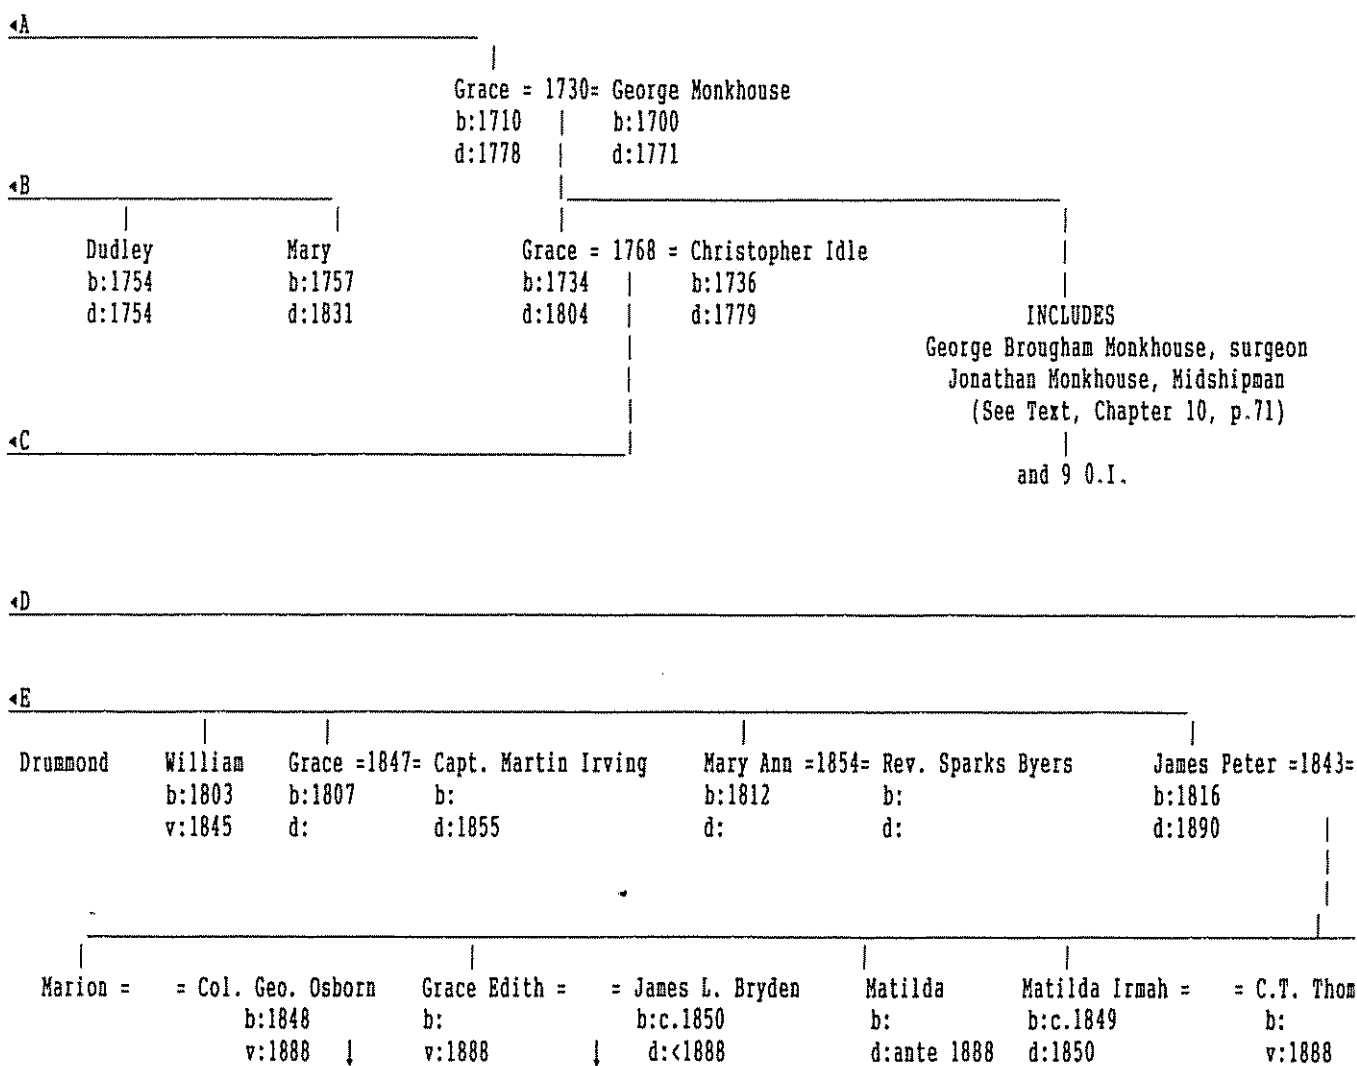 ◂A
Grace = 1730= George Monkhouse
b:1710 b:1700
d:1778 d:1771
◂B
Dudley Mary Grace = 1768 = Christopher Idle
b:1754 b:1757 b:1734 b:1736
d:1754 d:1831 d:1804 d:1779
INCLUDES
George Brougham Monkhouse, surgeon
Jonathan Monkhouse, Midshipman
(See Text, Chapter 10, p.71)
◂C
and 9 O.I.
◂D
◂E
Drummond William Grace =1847= Capt. Martin Irving Mary Ann =1854= Rev. Sparks Byers James Peter =1843=
b:1803 b:1807 b: b:1812 b: b:1816
v:1845 d: d:1855 d: d: d:1890
Marion = = Col. Geo. Osborn Grace Edith = = James L. Bryden Matilda Matilda Irmah = = C.T. Thom
b:1848 b: b:c.1850 b: b:c.1849 b:
v:1888 ↓ v:1888 ↓ d:<1888 d:ante 1888 d:1850 v:1888